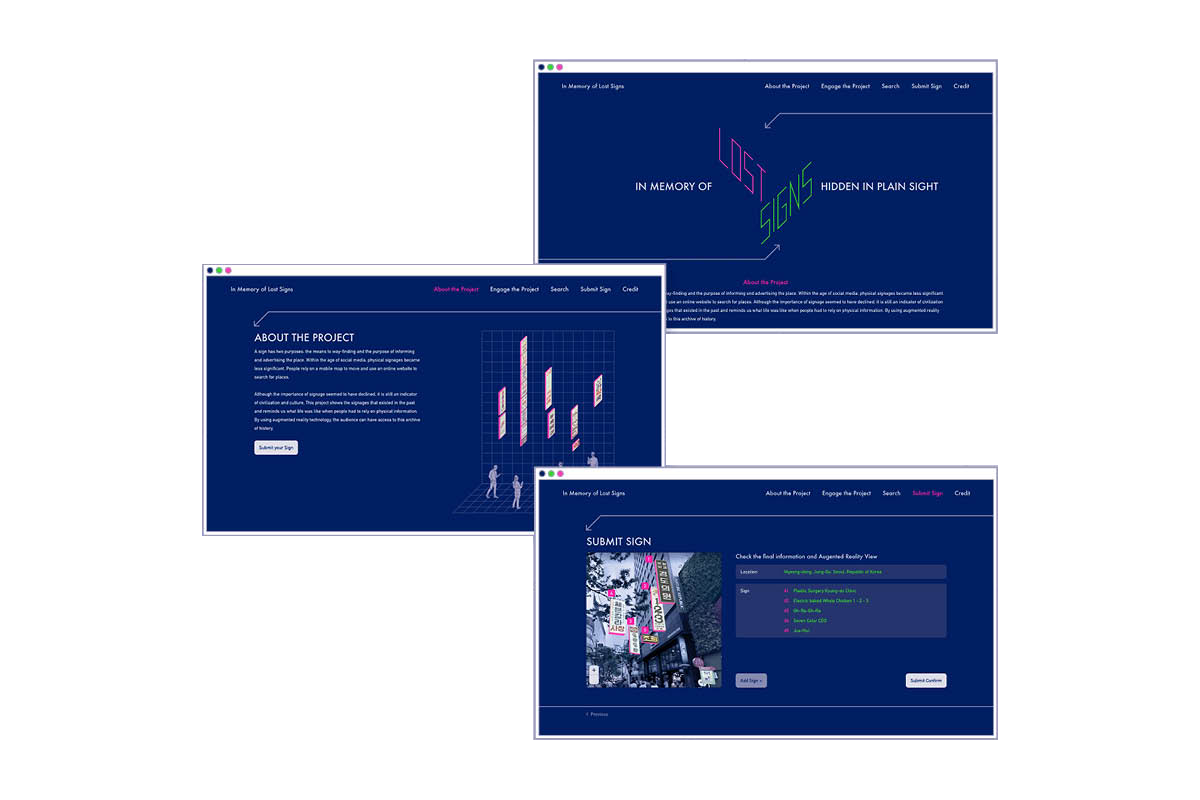 In Memory of Lost Signs
About the Project Engage the Project Search Submit Sign Credit
LOST
SIGNS
IN MEMORY OF
HIDDEN IN PLAIN SIGHT
About the Project
way-finding and the purpose of informing and advertising the place. Within the age of social media, physical signages became less significant.
use an online website to search for places. Although the importance of signage seemed to have declined, it is still an indicator of civilization
that existed in the past and reminds us what life was like when people had to rely on physical information. By using augmented reality
to this archive of history.
In Memory of Lost Signs
About the Project Engage the Project Search Submit Sign Credit
ABOUT THE PROJECT
A sign has two purposes, the means to way-finding and the purpose of informing
and advertising the place. Within the age of social media, physical signages became
less significant. People rely on a mobile map to move and use an online website to
search for places.
Although the importance of signage seemed to have declined, it is still an indicator
of civilization and culture. This project shows the signages that existed in the past
and reminds us what life was like when people had to rely on physical information.
By using augmented reality technology, the audience can have access to this archive
of history.
Submit your Sign
In Memory of Lost Signs
About the Project Engage the Project Search Submit Sign Credit
SUBMIT SIGN
Check the final information and Augented Reality View
Location: Myeong-dong, Jung-Gu, Seoul, Republic of Korea
Sign
Plastic Surgery Kyung-do Clinic
Electric baked Whole Chicken 1 - 2 - 3
Oh-Ra-Oh-Ra
Seven Color CEO
123
Add Sign +
Submit Confirm
< Previous